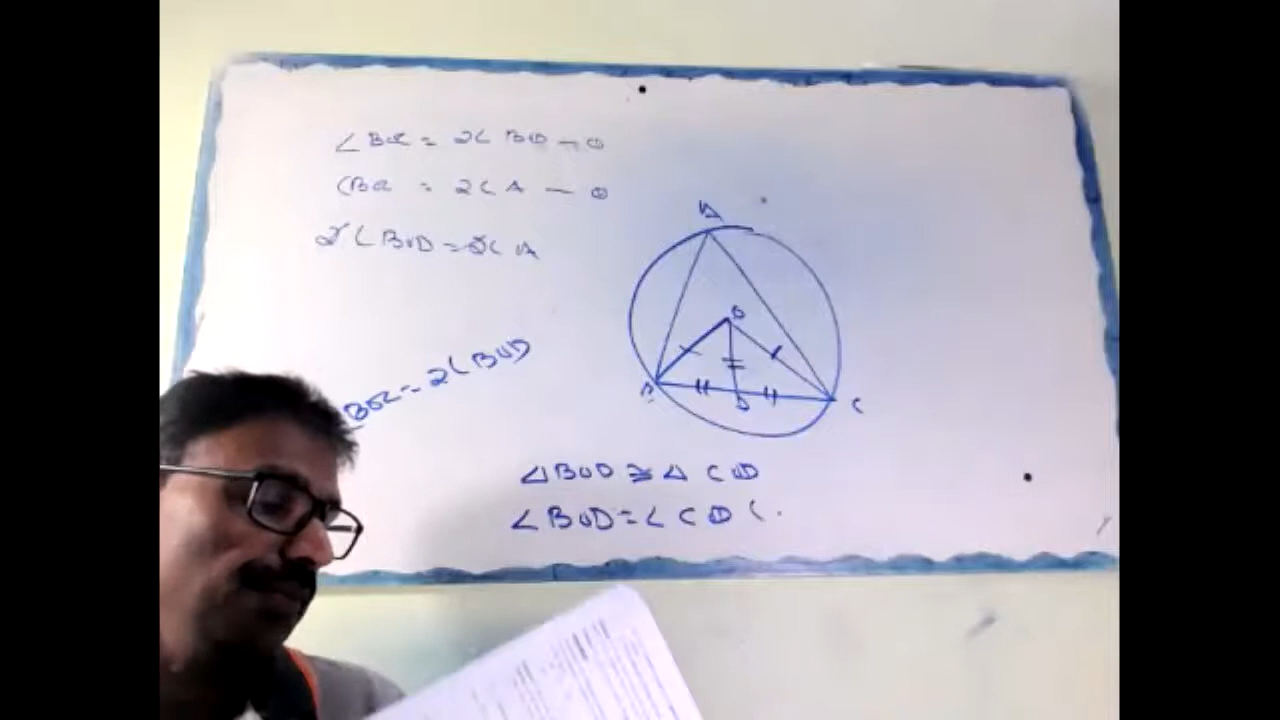 ∠BOC = 2∠BOD — ①
∠BOC = 2∠A — ②
2∠BOD = 2∠A
A
O
B
D
C
BOC = 2∠BOD
△BOD ≅ △COD
∠BOD = ∠COD (.